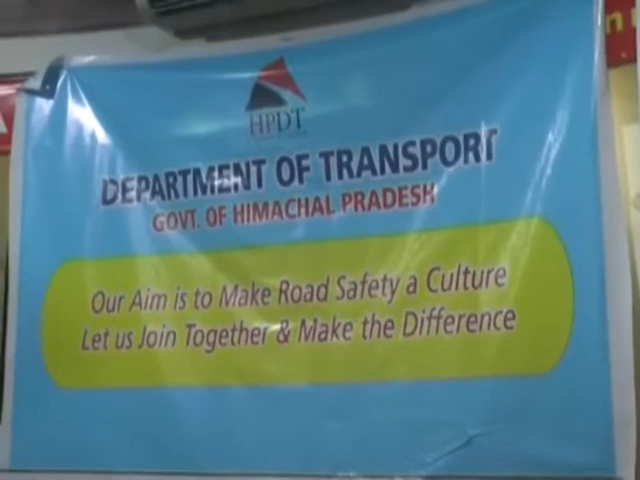 HPDT
DEPARTMENT OF TRANSPORT
GOVT. OF HIMACHAL PRADESH
Our Aim is to Make Road Safety a Culture
Let us Join Together & Make the Difference